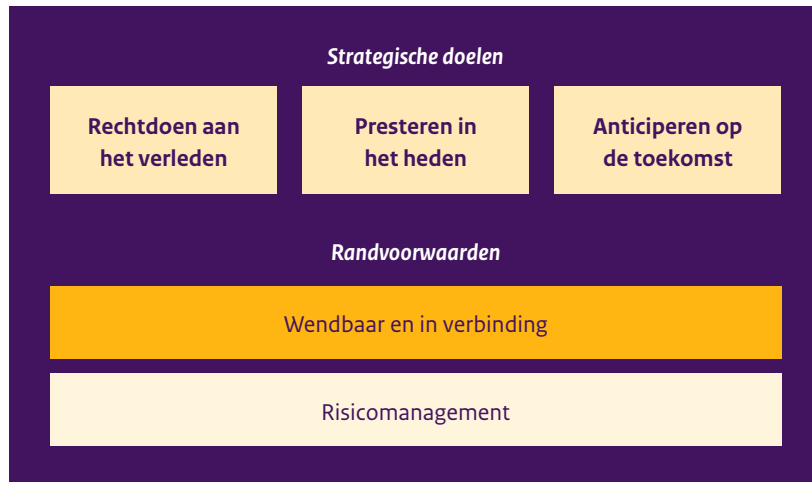 Strategische doelen
Rechtdoen aan
het verleden
Presteren in
het heden
Anticiperen op
de toekomst
Randvoorwaarden
Wendbaar en in verbinding
Risicomanagement